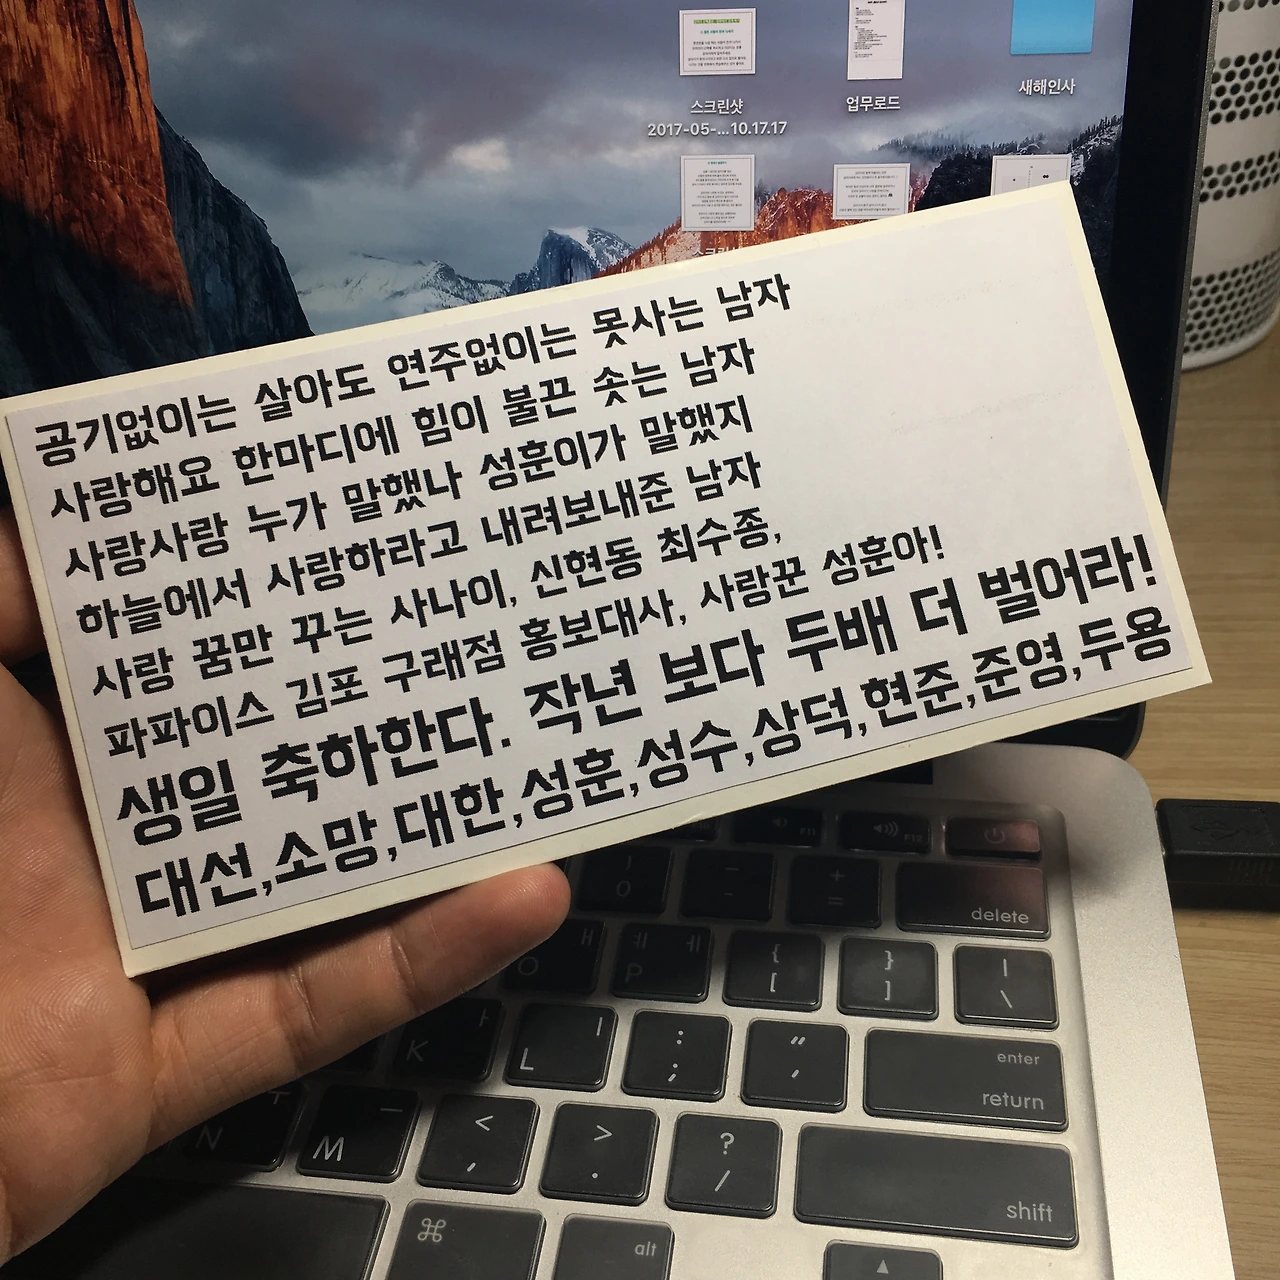 스크린샷
2017-05-...10.17.17
업무로드
새해인사
공기없이는 살아도 연주없이는 못사는 남자
사랑해요 한마디에 힘이 불끈 솟는 남자
사랑사랑 누가 말했나 성훈이가 말했지
하늘에서 사랑하라고 내려보내준 남자
사랑 꿈만 꾸는 사나이, 신현동 최수종,
파파이스 김포 구래점 홍보대사, 사랑꾼 성훈아!
생일 축하한다. 작년 보다 두배 더 벌어라!
대선,소망,대한,성훈,성수,상덕,현준,준영,두용
F11 F12
) 0 - + =
delete
ㅐ O ㅖ ㅔ P { [ } ] | \
ㅏ K ㅣ L : ; " ' enter return
ㅜ N ㅡ M < , > . ? / shift
⌘ alt